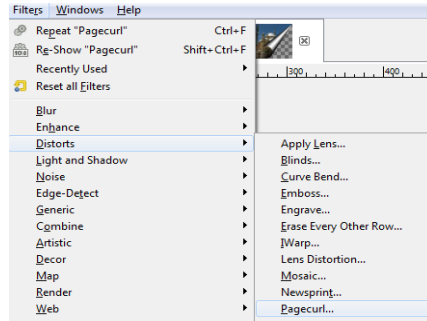 Filters Windows Help
Repeat "Pagecurl" Ctrl+F
Re-Show "Pagecurl" Shift+Ctrl+F
Recently Used
Reset all Filters
Blur
Enhance
Distorts
Light and Shadow
Noise
Edge-Detect
Generic
Combine
Artistic
Decor
Map
Render
Web
300 400
Apply Lens...
Blinds...
Curve Bend...
Emboss...
Engrave...
Erase Every Other Row...
IWarp...
Lens Distortion...
Mosaic...
Newsprint...
Pagecurl...